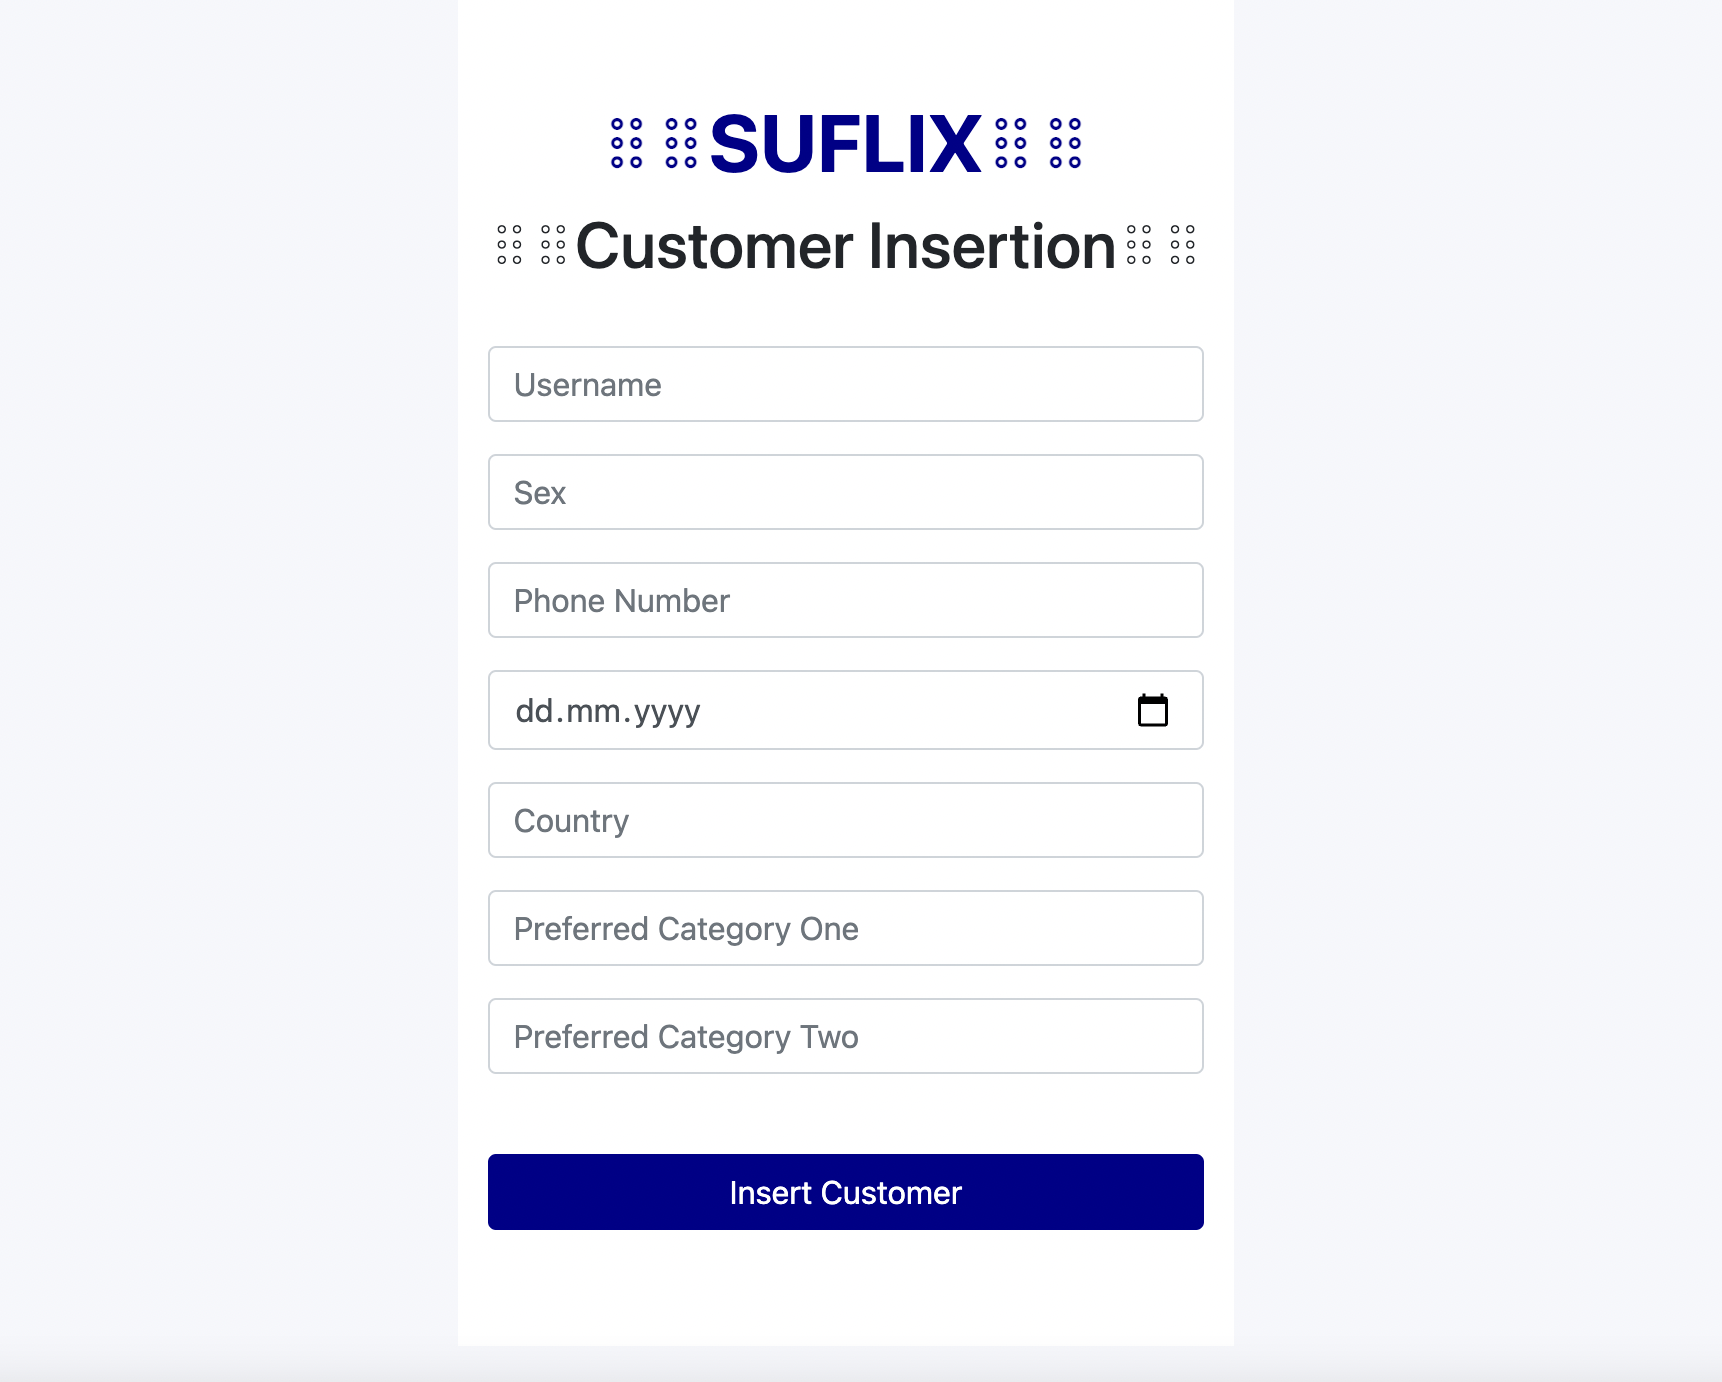 ⠀⠀SUFLIX⠀⠀
⠀⠀Customer Insertion⠀⠀
Username
Sex
Phone Number
dd.mm.yyyy
Country
Preferred Category One
Preferred Category Two
Insert Customer